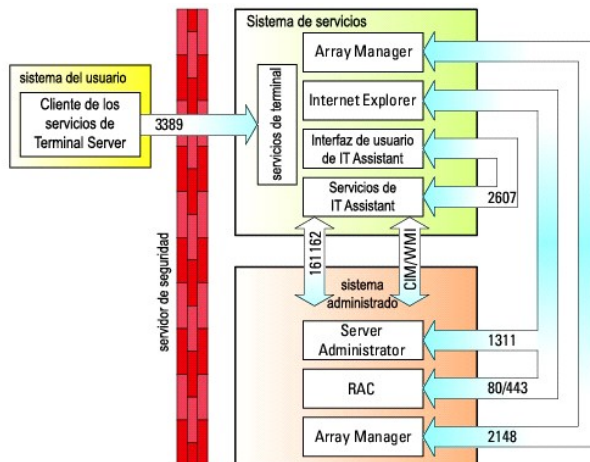 Sistema de servicios
Array Manager
sistema del usuario
Cliente de los
servicios de
Terminal Server
3389
servicios de terminal
Internet Explorer
Interfaz de usuario
de IT Assistant
Servicios de
IT Assistant
2607
servidor de seguridad
161162
CIM/WMI
sistema
administrado
Server
Administrator
1311
RAC
80/443
Array Manager
2148